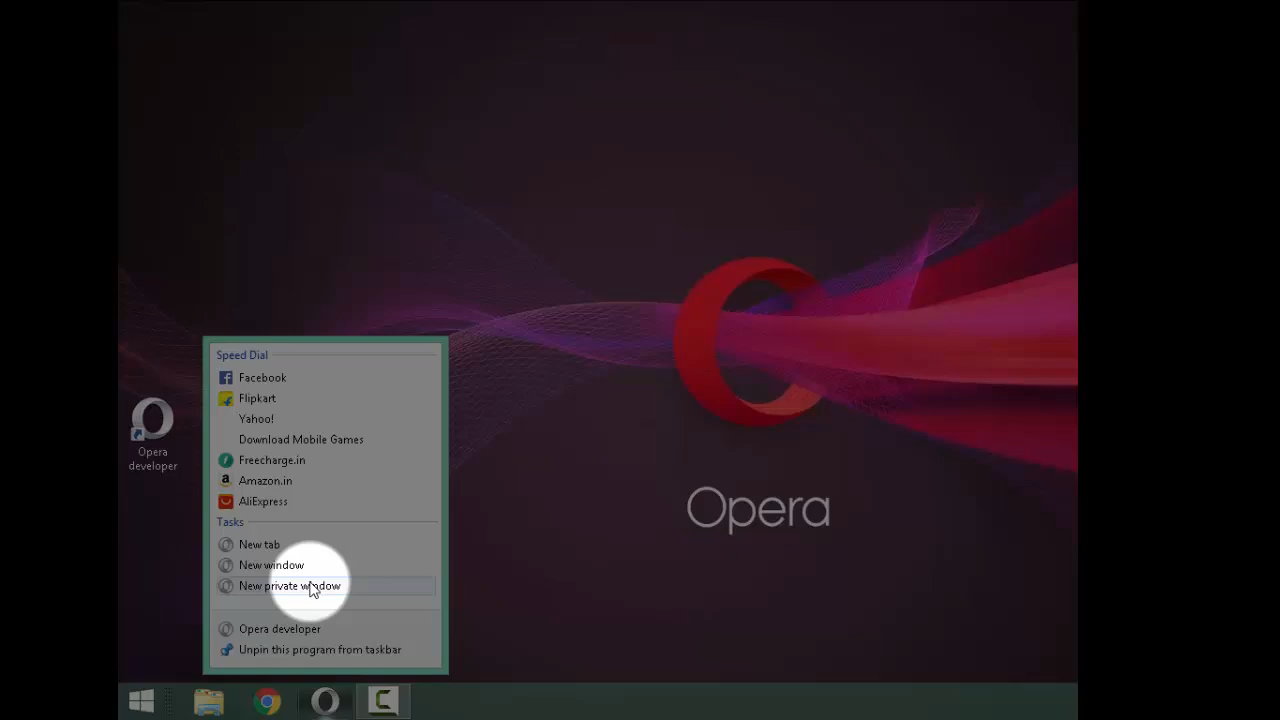 Speed Dial
Facebook
Flipkart
Yahoo!
Download Mobile Games
Freecharge.in
Amazon.in
AliExpress
Tasks
New tab
New window
New private window
Opera developer
Unpin this program from taskbar
Opera
developer
Opera